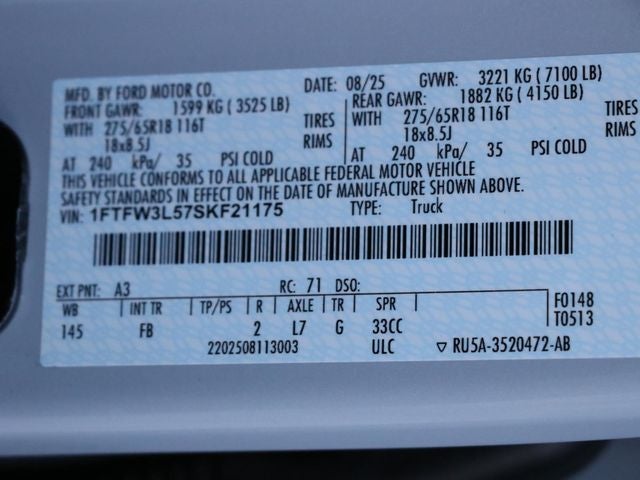 MFD. BY FORD MOTOR CO.
DATE: 08/25 GVWR: 3221 KG ( 7100 LB)
FRONT GAWR: 1599 KG ( 3525 LB)
REAR GAWR: 1882 KG ( 4150 LB)
WITH 275/65R18 116T TIRES
WITH 275/65R18 116T TIRES
18x8.5J RIMS
18x8.5J RIMS
AT 240 kPa/ 35 PSI COLD
AT 240 kPa/ 35 PSI COLD
THIS VEHICLE CONFORMS TO ALL APPLICABLE FEDERAL MOTOR VEHICLE
SAFETY STANDARDS IN EFFECT ON THE DATE OF MANUFACTURE SHOWN ABOVE.
VIN: 1FTFW3L57SKF21175 TYPE: Truck
EXT PNT: A3 RC: 71 DSO:
WB INT TR TP/PS R AXLE TR SPR
145 FB 2 L7 G 33CC
F0148
T0513
2202508113003 ULC ▽ RU5A-3520472-AB